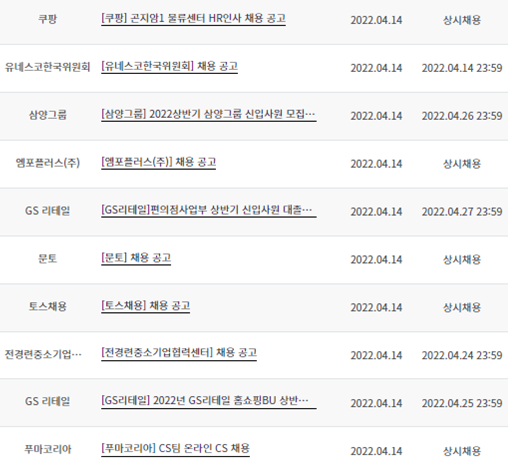 쿠팡 [쿠팡] 곤지암1 물류센터 HR인사 채용 공고 2022.04.14 상시채용
유네스코한국위원회 [유네스코한국위원회] 채용 공고 2022.04.14 2022.04.14 23:59
삼양그룹 [삼양그룹] 2022상반기 삼양그룹 신입사원 모집… 2022.04.14 2022.04.26 23:59
엠포플러스(주) [엠포플러스(주)] 채용 공고 2022.04.14 상시채용
GS 리테일 [GS리테일]편의점사업부 상반기 신입사원 대졸… 2022.04.14 2022.04.27 23:59
문토 [문토] 채용 공고 2022.04.14 상시채용
토스채용 [토스채용] 채용 공고 2022.04.14 상시채용
전경련중소기업… [전경련중소기업협력센터] 채용 공고 2022.04.14 2022.04.24 23:59
GS 리테일 [GS리테일] 2022년 GS리테일 홈쇼핑BU 상반… 2022.04.14 2022.04.25 23:59
푸마코리아 [푸마코리아] CS팀 온라인 CS 채용 2022.04.14 상시채용